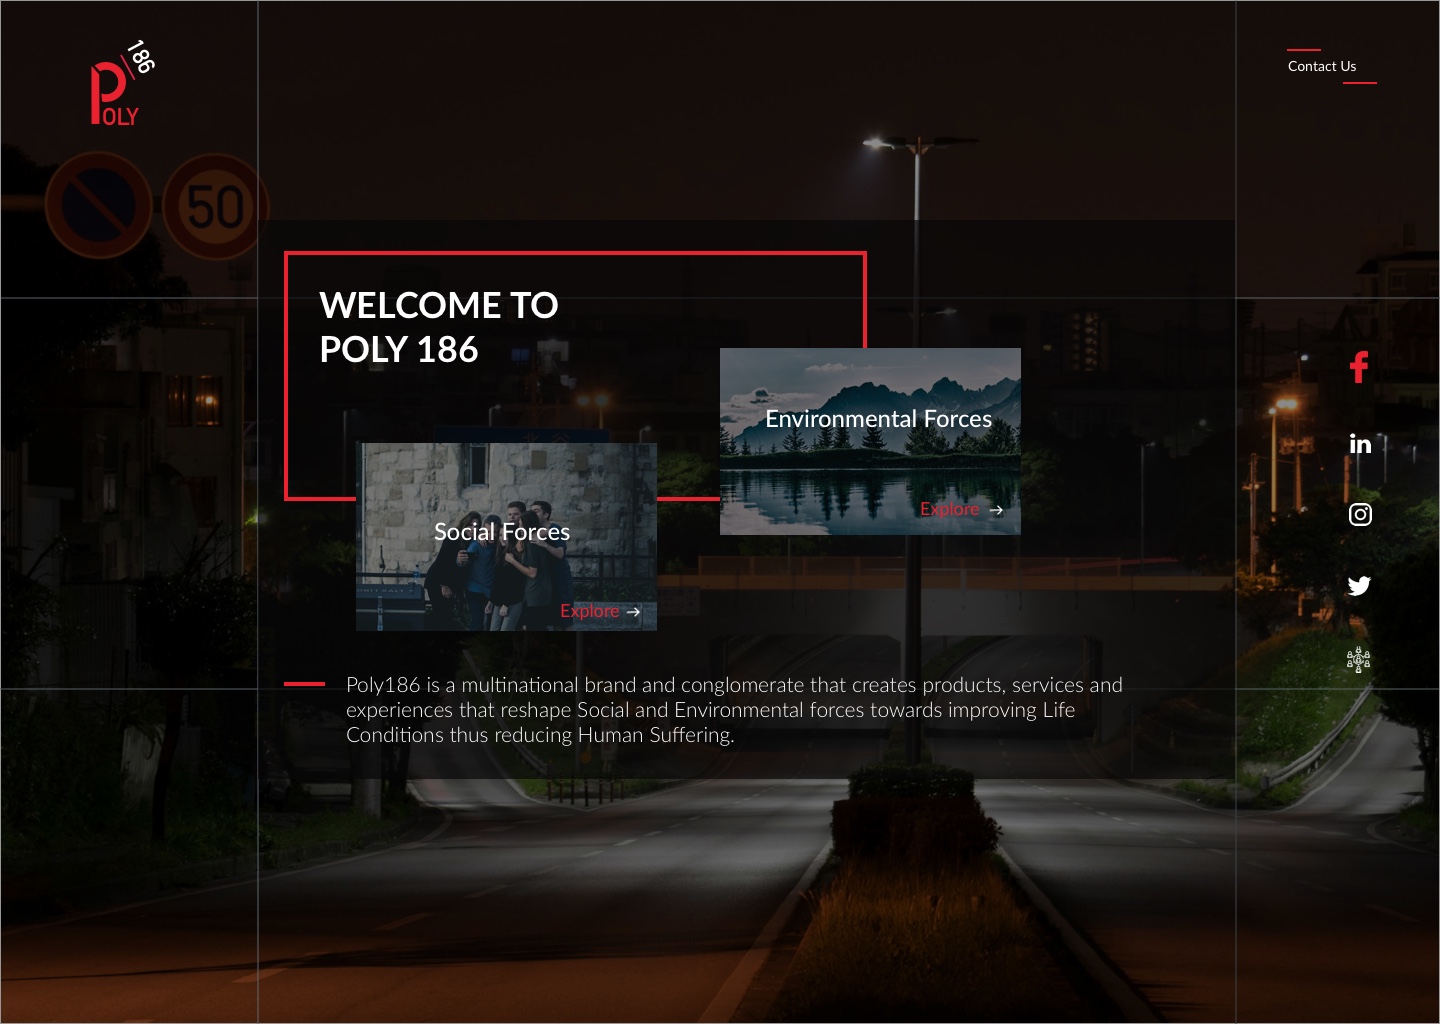 186
POLY
Contact Us
50
WELCOME TO
POLY 186
Environmental Forces
Explore
Social Forces
Explore
Poly186 is a multinational brand and conglomerate that creates products, services and
experiences that reshape Social and Environmental forces towards improving Life
Conditions thus reducing Human Suffering.